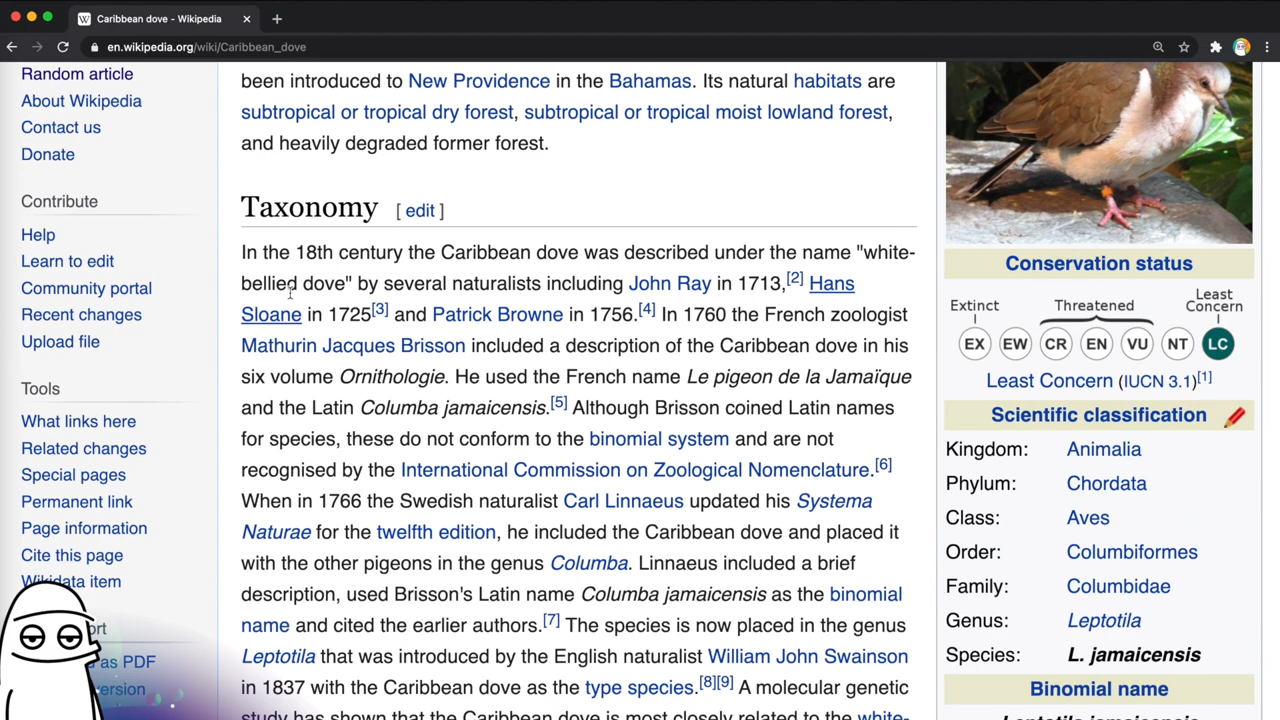 Caribbean dove - Wikipedia
en.wikipedia.org/wiki/Caribbean_dove
Random article
About Wikipedia
Contact us
Donate
Contribute
Help
Learn to edit
Community portal
Recent changes
Upload file
Tools
What links here
Related changes
Special pages
Permanent link
Page information
Cite this page
Wikidata item
ort
as PDF
ersion
been introduced to New Providence in the Bahamas. Its natural habitats are
subtropical or tropical dry forest, subtropical or tropical moist lowland forest,
and heavily degraded former forest.
Taxonomy [ edit ]
In the 18th century the Caribbean dove was described under the name "white-
bellied dove" by several naturalists including John Ray in 1713,[2] Hans
Sloane in 1725[3] and Patrick Browne in 1756.[4] In 1760 the French zoologist
Mathurin Jacques Brisson included a description of the Caribbean dove in his
six volume Ornithologie. He used the French name Le pigeon de la Jamaïque
and the Latin Columba jamaicensis.[5] Although Brisson coined Latin names
for species, these do not conform to the binomial system and are not
recognised by the International Commission on Zoological Nomenclature.[6]
When in 1766 the Swedish naturalist Carl Linnaeus updated his Systema
Naturae for the twelfth edition, he included the Caribbean dove and placed it
with the other pigeons in the genus Columba. Linnaeus included a brief
description, used Brisson's Latin name Columba jamaicensis as the binomial
name and cited the earlier authors.[7] The species is now placed in the genus
Leptotila that was introduced by the English naturalist William John Swainson
in 1837 with the Caribbean dove as the type species.[8][9] A molecular genetic
study has shown that the Caribbean dove is most closely related to the white-
Conservation status
Extinct Threatened Least
Concern
EX EW CR EN VU NT LC
Least Concern (IUCN 3.1)[1]
Scientific classification
Kingdom: Animalia
Phylum: Chordata
Class: Aves
Order: Columbiformes
Family: Columbidae
Genus: Leptotila
Species: L. jamaicensis
Binomial name
Leptotila jamaicensis